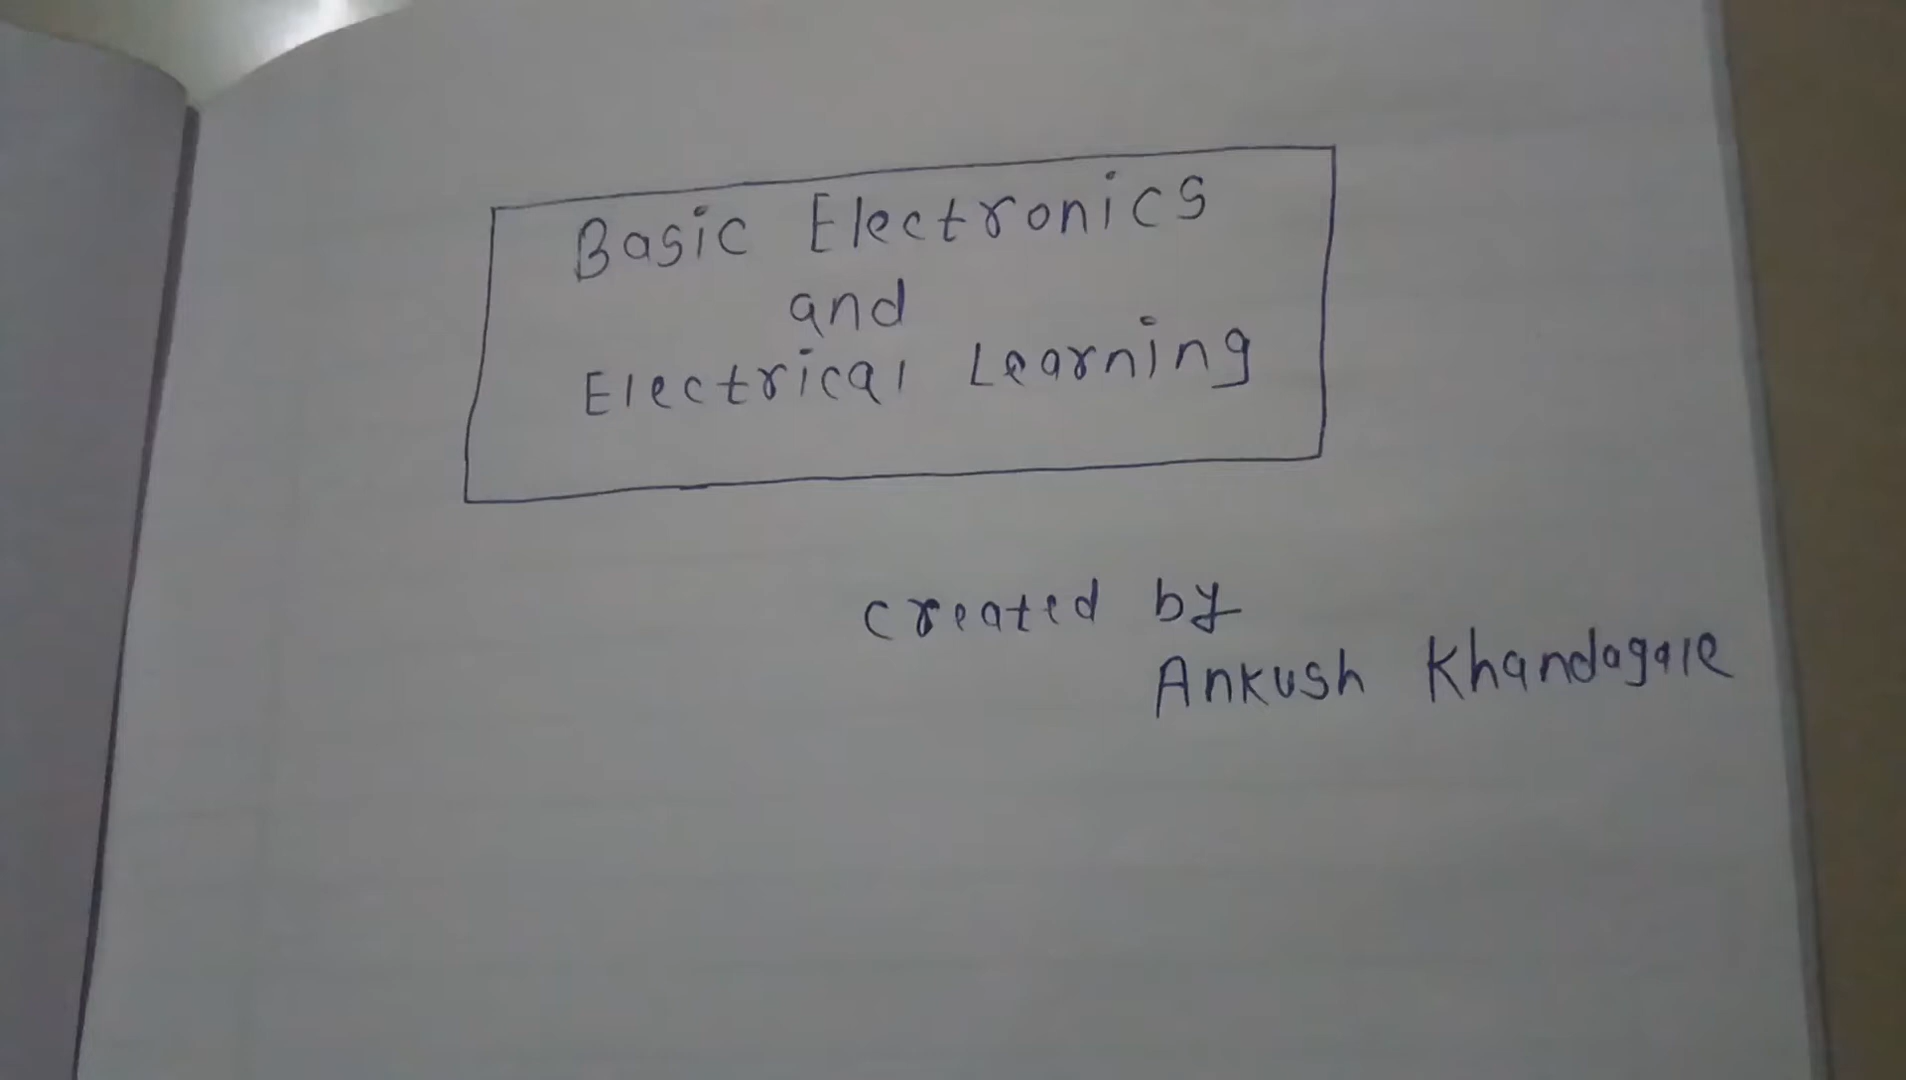 Basic Electronics
and
Electrical Learning
created by
Ankush Khandagale